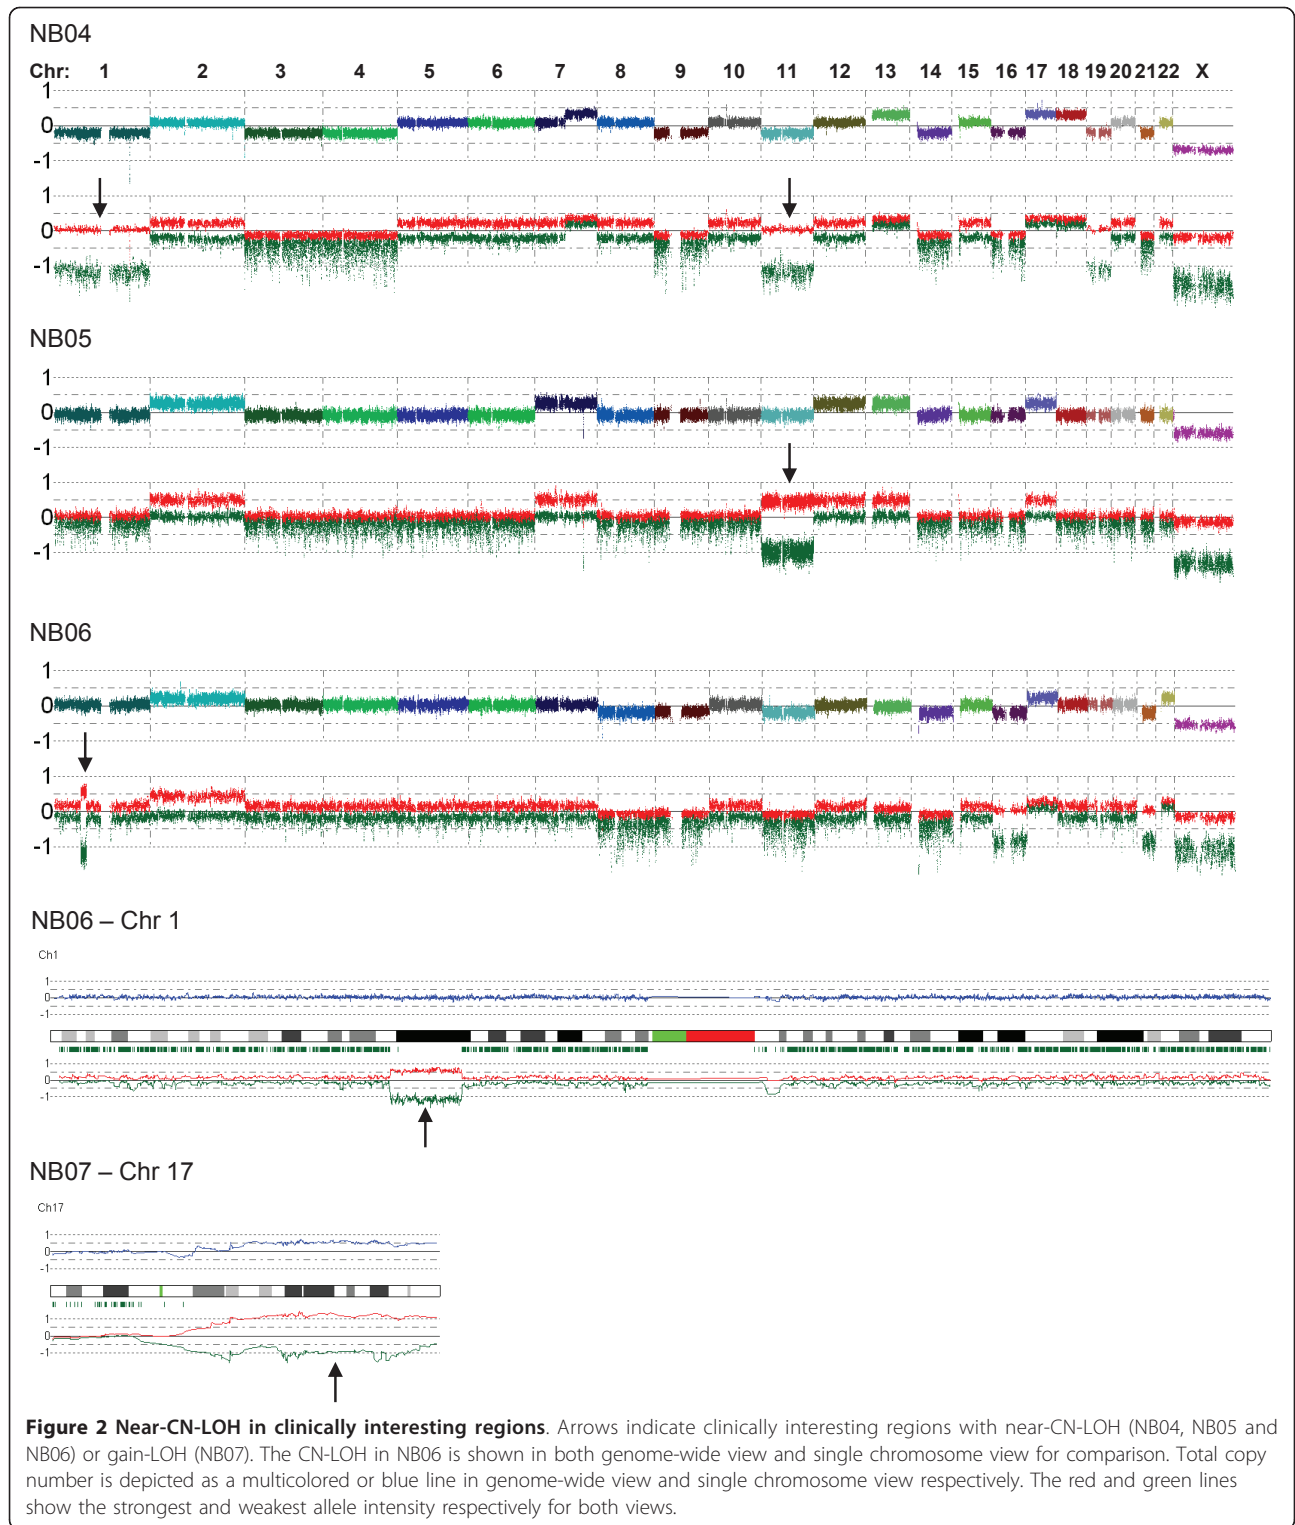 NB04
Chr: 1 2 3 4 5 6 7 8 9 10 11 12 13 14 15 16 17 18 19 20 21 22 X
1
0
-1
1
0
-1
NB05
1
0
-1
1
0
-1
NB06
1
0
-1
1
0
-1
NB06 – Chr 1
Ch1
1
0
-1
1
0
-1
NB07 – Chr 17
Ch17
1
0
-1
1
0
-1
Figure 2 Near-CN-LOH in clinically interesting regions. Arrows indicate clinically interesting regions with near-CN-LOH (NB04, NB05 and
NB06) or gain-LOH (NB07). The CN-LOH in NB06 is shown in both genome-wide view and single chromosome view for comparison. Total copy
number is depicted as a multicolored or blue line in genome-wide view and single chromosome view respectively. The red and green lines
show the strongest and weakest allele intensity respectively for both views.